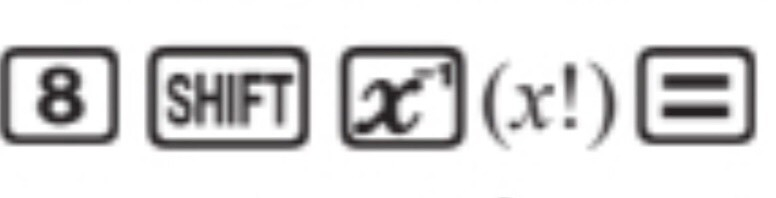 8 SHIFT x⁻¹ (x!) =